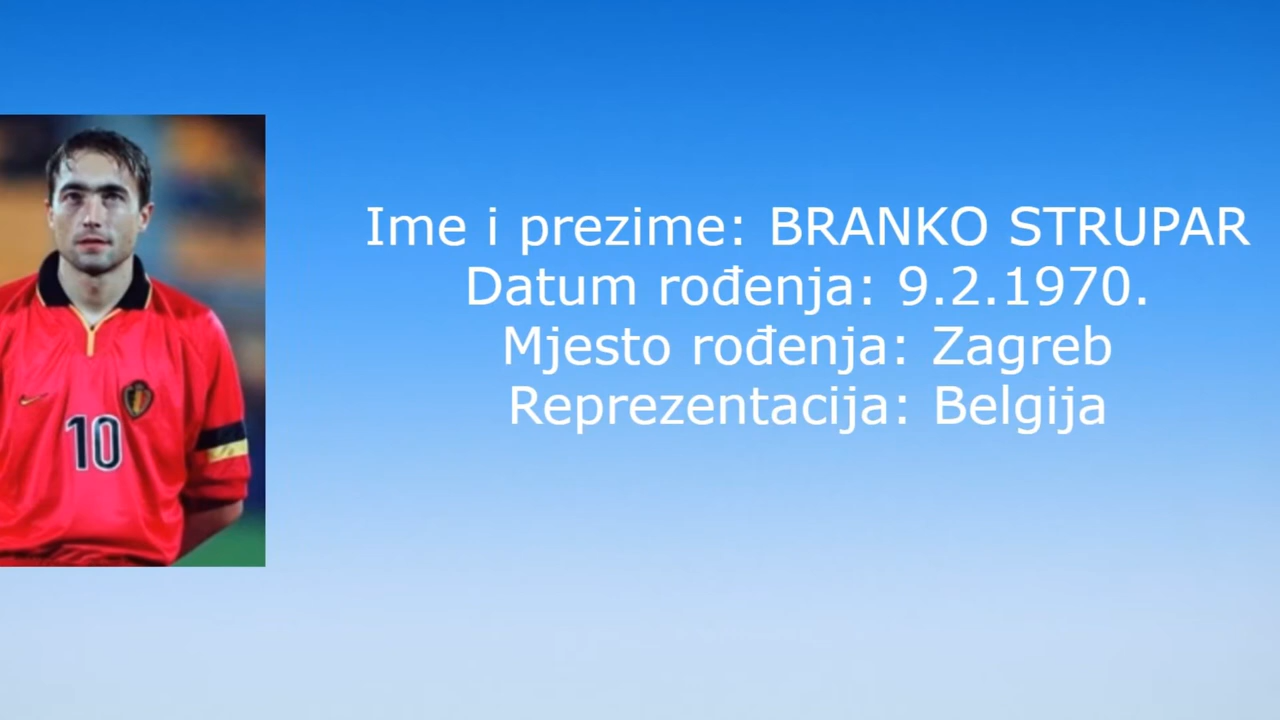 Ime i prezime: BRANKO STRUPAR
Datum rođenja: 9.2.1970.
Mjesto rođenja: Zagreb
Reprezentacija: Belgija
10